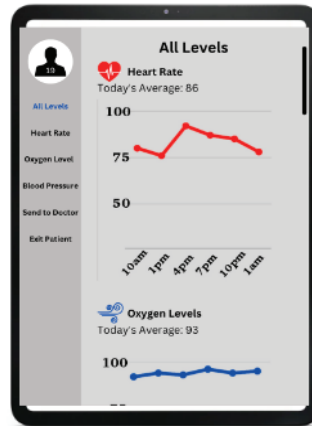 All Levels
19
All Levels
Heart Rate
Oxygen Level
Blood Pressure
Send to Doctor
Exit Patient
Heart Rate
Today's Average: 86
100
75
50
10am
1pm
4pm
7pm
10pm
1am
Oxygen Levels
Today's Average: 93
100